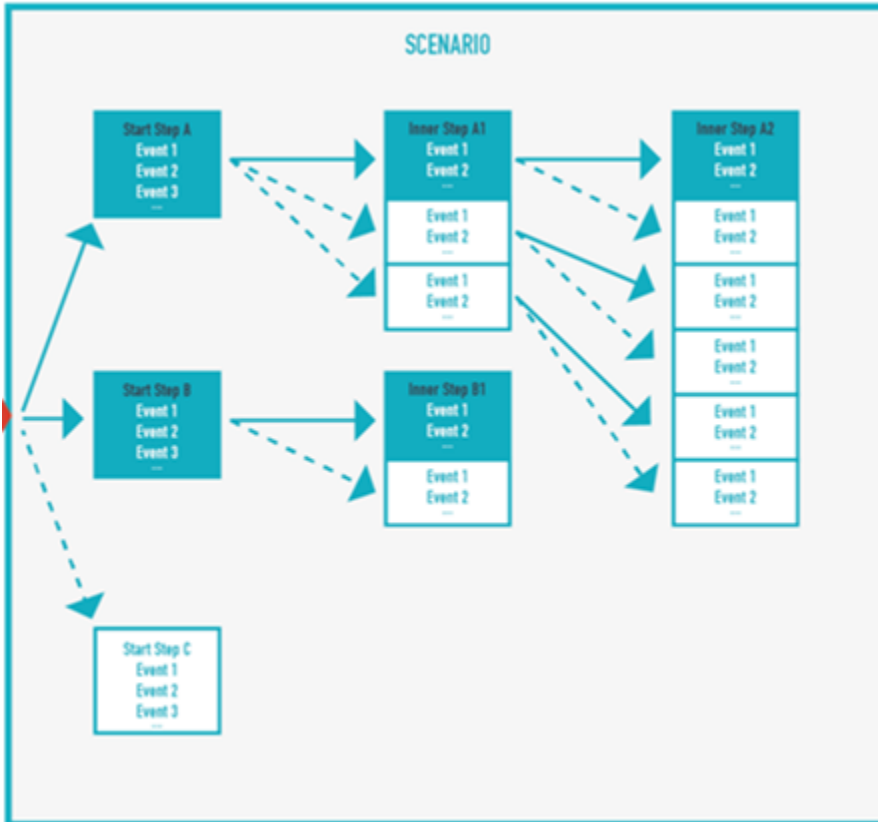 SCENARIO
Start Step A
Event 1
Event 2
Event 3
...
Inner Step A1
Event 1
Event 2
...
Event 1
Event 2
...
Event 1
Event 2
...
Inner Step A2
Event 1
Event 2
...
Event 1
Event 2
...
Event 1
Event 2
...
Event 1
Event 2
...
Event 1
Event 2
...
Event 1
Event 2
...
Start Step B
Event 1
Event 2
Event 3
...
Inner Step B1
Event 1
Event 2
...
Event 1
Event 2
...
Start Step C
Event 1
Event 2
Event 3
...